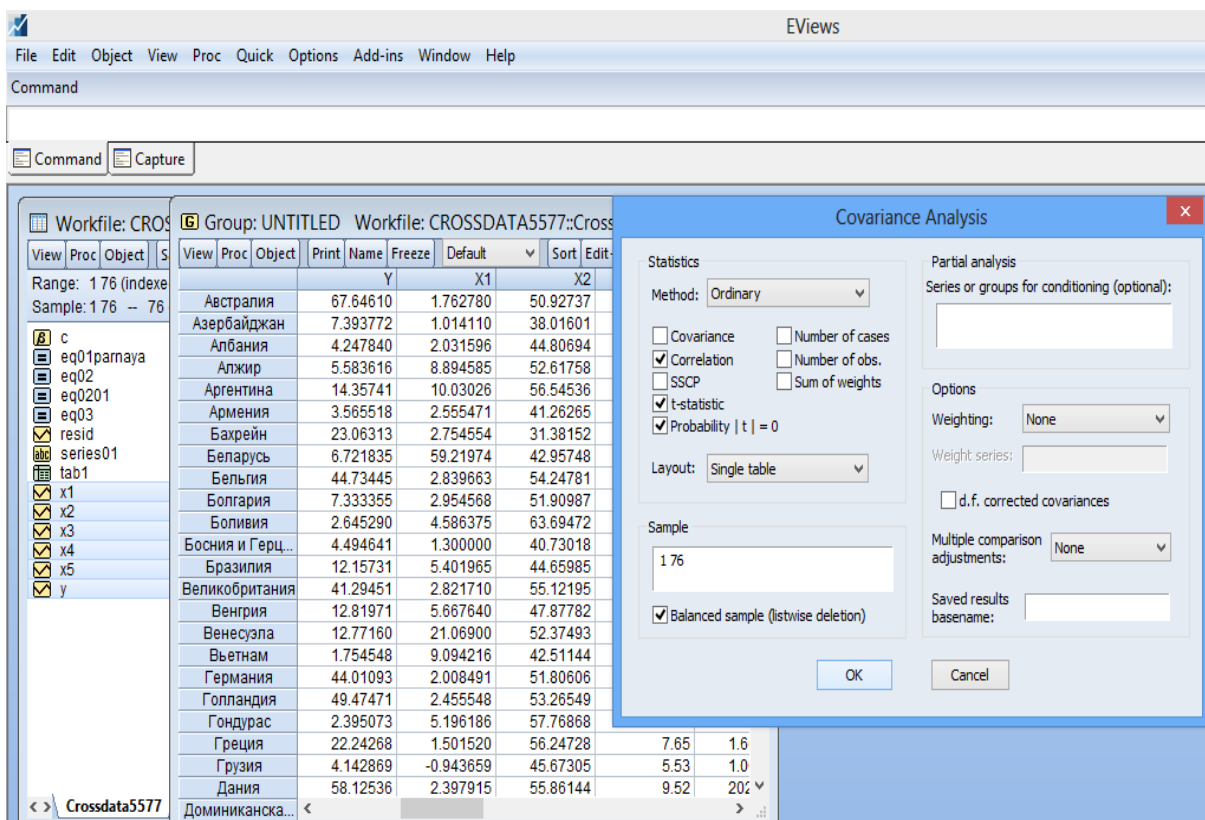 EViews
File Edit Object View Proc Quick Options Add-ins Window Help
Command
Command Capture
Workfile: CROS
View Proc Object S
Range: 1 76 (indexe
Sample: 1 76 -- 76
c
eq01parnaya
eq02
eq0201
eq03
resid
series01
tab1
x1
x2
x3
x4
x5
y
Crossdata5577
Group: UNTITLED Workfile: CROSSDATA5577::Cross
View Proc Object Print Name Freeze Default Sort Edit
Y X1 X2
Австралия 67.64610 1.762780 50.92737
Азербайджан 7.393772 1.014110 38.01601
Албания 4.247840 2.031596 44.80694
Алжир 5.583616 8.894585 52.61758
Аргентина 14.35741 10.03026 56.54536
Армения 3.565518 2.555471 41.26265
Бахрейн 23.06313 2.754554 31.38152
Беларусь 6.721835 59.21974 42.95748
Бельгия 44.73445 2.839663 54.24781
Болгария 7.333355 2.954568 51.90987
Боливия 2.645290 4.586375 63.69472
Босния и Герц... 4.494641 1.300000 40.73018
Бразилия 12.15731 5.401965 44.65985
Великобритания 41.29451 2.821710 55.12195
Венгрия 12.81971 5.667640 47.87782
Венесуэла 12.77160 21.06900 52.37493
Вьетнам 1.754548 9.094216 42.51144
Германия 44.01093 2.008491 51.80606
Голландия 49.47471 2.455548 53.26549
Гондурас 2.395073 5.196186 57.76868
Греция 22.24268 1.501520 56.24728 7.65 1.6
Грузия 4.142869 -0.943659 45.67305 5.53 1.0
Дания 58.12536 2.397915 55.86144 9.52 202
Доминиканска...
Covariance Analysis
Statistics
Method: Ordinary
Covariance Number of cases
Correlation Number of obs.
SSCP Sum of weights
t-statistic
Probability | t | = 0
Layout: Single table
Sample
1 76
Balanced sample (listwise deletion)
Partial analysis
Series or groups for conditioning (optional):
Options
Weighting: None
Weight series:
d.f. corrected covariances
Multiple comparison
adjustments: None
Saved results
basename:
OK Cancel